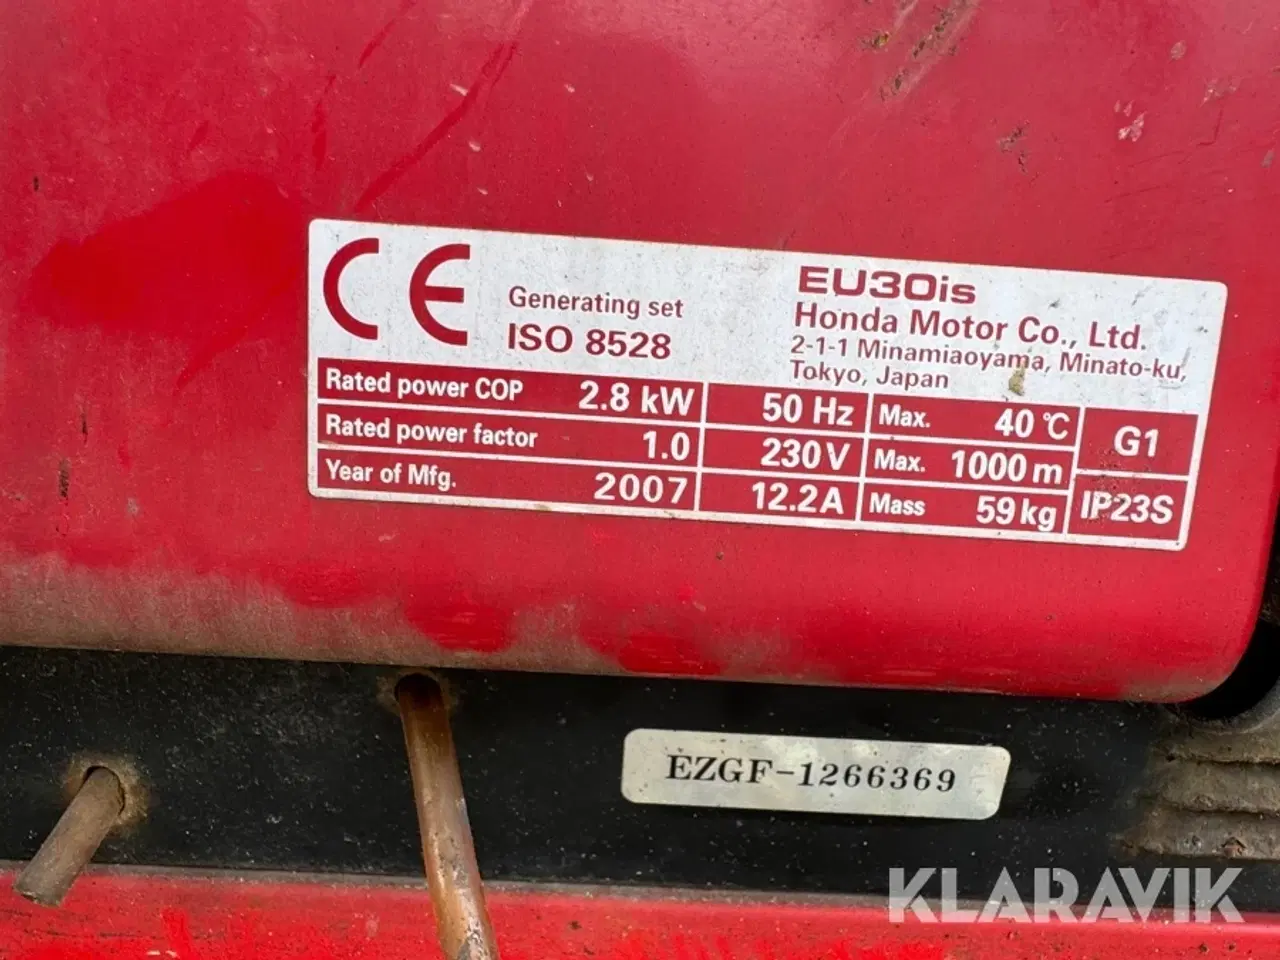 CE
Generating set
ISO 8528
EU30is
Honda Motor Co., Ltd.
2-1-1 Minamiaoyama, Minato-ku,
Tokyo, Japan
Rated power COP 2.8 kW 50 Hz Max. 40 °C G1
Rated power factor 1.0 230 V Max. 1000 m
Year of Mfg. 2007 12.2A Mass 59 kg IP23S
EZGF-1266369
KLARAVIK